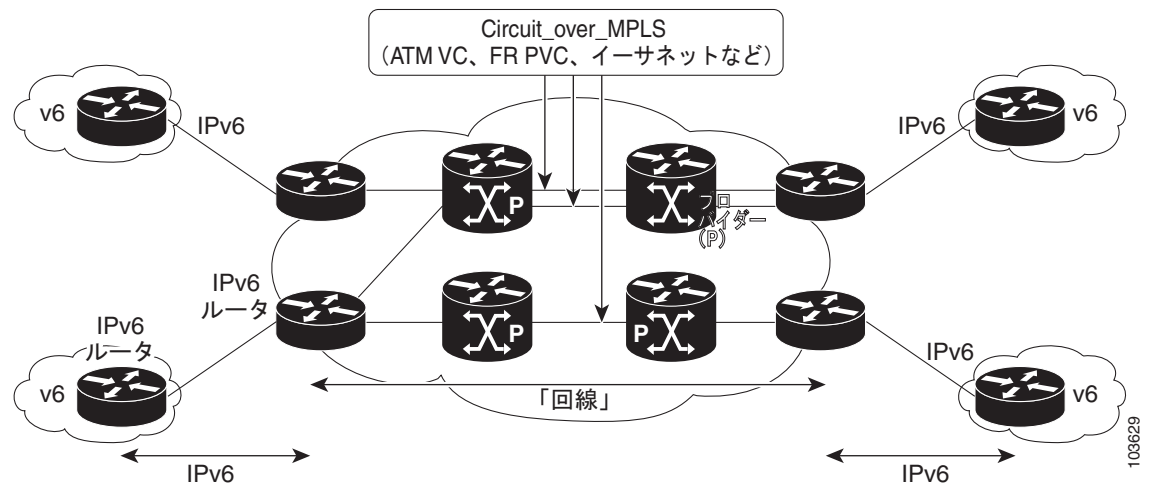 Circuit_over_MPLS
（ATM VC、FR PVC、イーサネットなど）
v6
IPv6
IPv6
v6
P
プロ
バイダー
(P)
IPv6
ルータ
P
P
IPv6
ルータ
v6
IPv6
v6
「回線」
IPv6
IPv6
103629